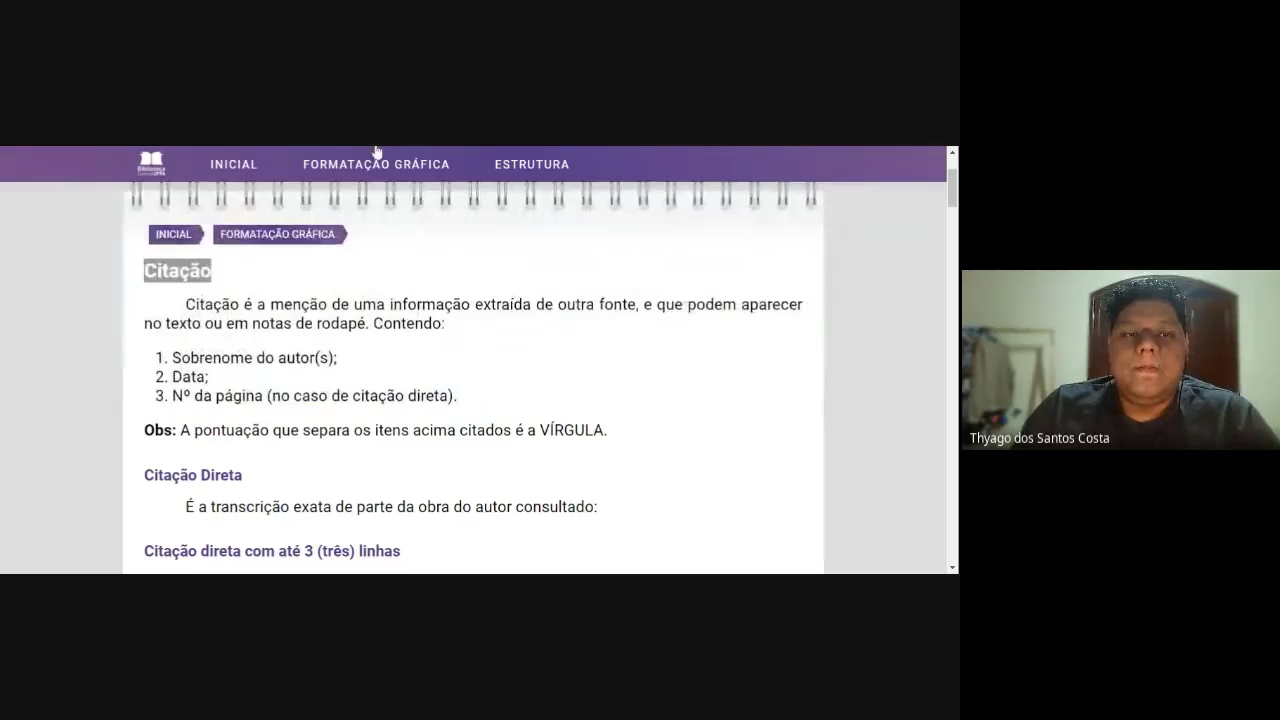 INICIAL
FORMATAÇÃO GRÁFICA
ESTRUTURA
INICIAL
FORMATAÇÃO GRÁFICA
Citação
Citação é a menção de uma informação extraída de outra fonte, e que podem aparecer
no texto ou em notas de rodapé. Contendo:
1. Sobrenome do autor(s);
2. Data;
3. Nº da página (no caso de citação direta).
Obs: A pontuação que separa os itens acima citados é a VÍRGULA.
Citação Direta
É a transcrição exata de parte da obra do autor consultado:
Citação direta com até 3 (três) linhas
Thyago dos Santos Costa